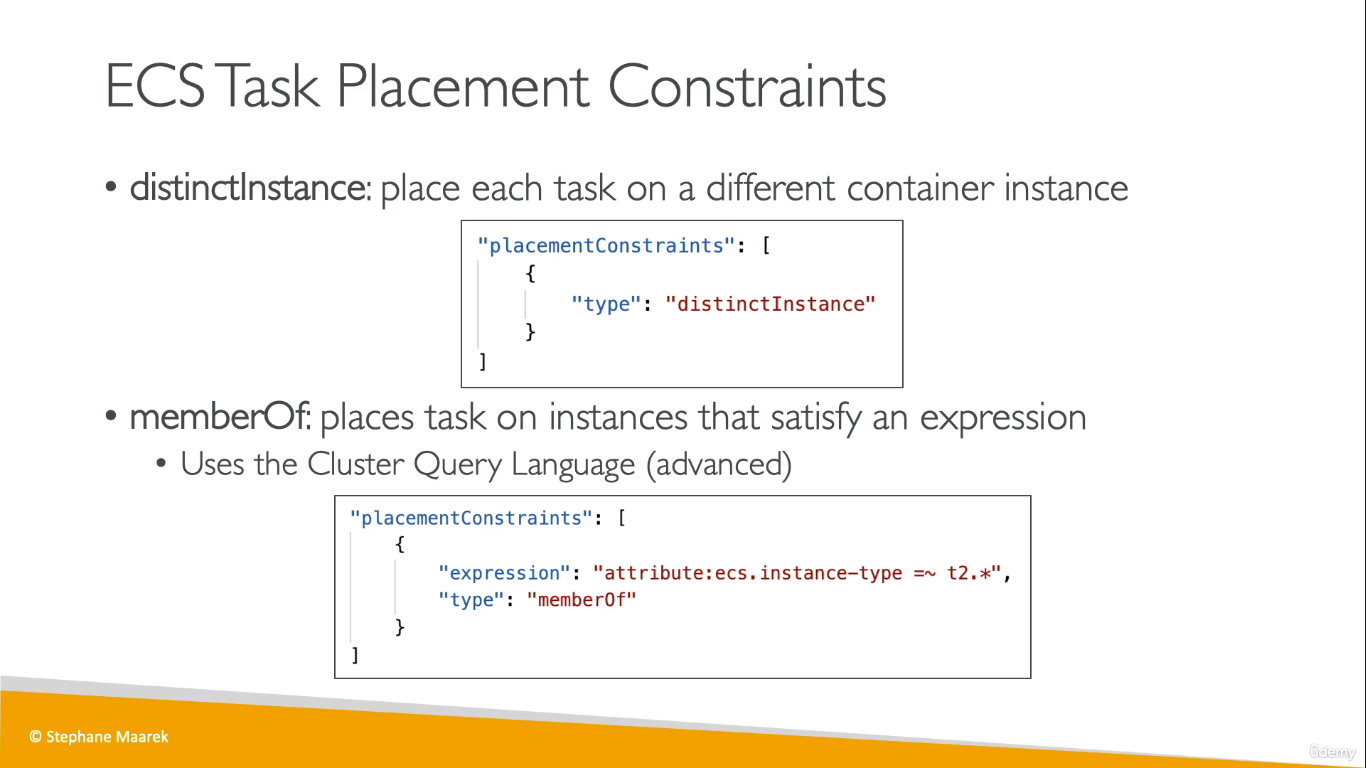 ECS Task Placement Constraints
• distinctInstance: place each task on a different container instance
"placementConstraints": [
{
"type": "distinctInstance"
}
]
• memberOf: places task on instances that satisfy an expression
• Uses the Cluster Query Language (advanced)
"placementConstraints": [
{
"expression": "attribute:ecs.instance-type =~ t2.*",
"type": "memberOf"
}
]
© Stephane Maarek
ûdemy